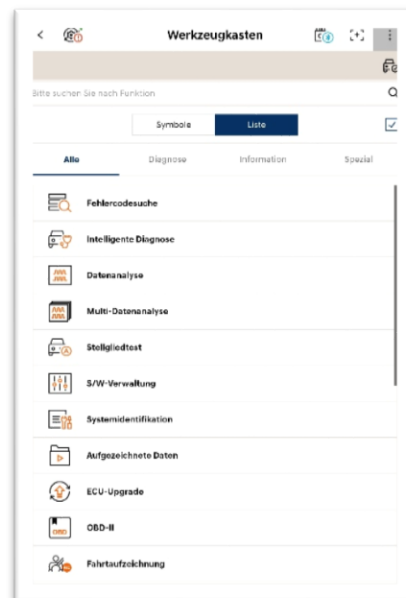 Werkzeugkasten
Bitte suchen Sie nach Funktion
Symbole
Liste
Alle
Diagnose
Information
Spezial
Fehlercodesuche
Intelligente Diagnose
Datenanalyse
Multi-Datenanalyse
Stellgliedtest
S/W-Verwaltung
Systemidentifikation
Aufgezeichnete Daten
ECU-Upgrade
OBD
OBD-II
Fahrtaufzeichnung